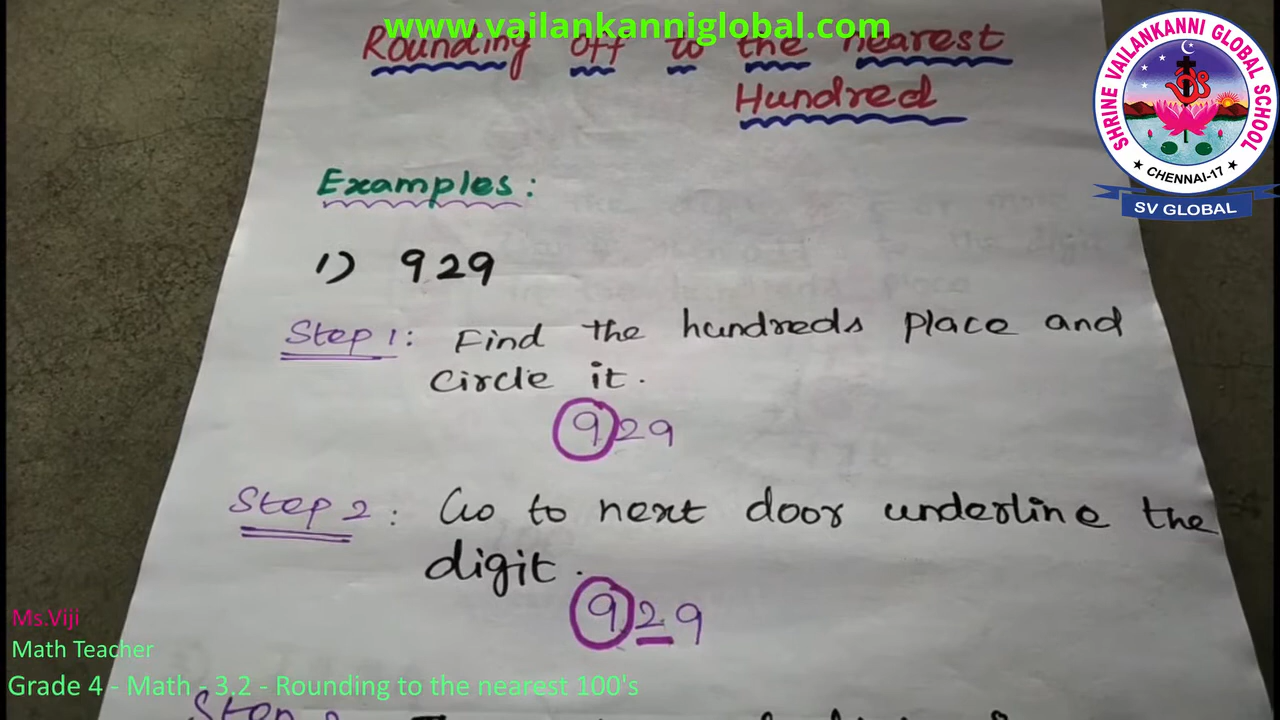 www.vailankanniglobal.com
Rounding off to the nearest
Hundred
SHRINE VAILANKANNI GLOBAL SCHOOL
CHENNAI-17
SV GLOBAL
Examples:
1) 929
Step 1: Find the hundreds place and
circle it.
929
Step 2: Go to next door underline the
digit.
929
Ms.Viji
Math Teacher
Grade 4 - Math - 3.2 - Rounding to the nearest 100's
Step